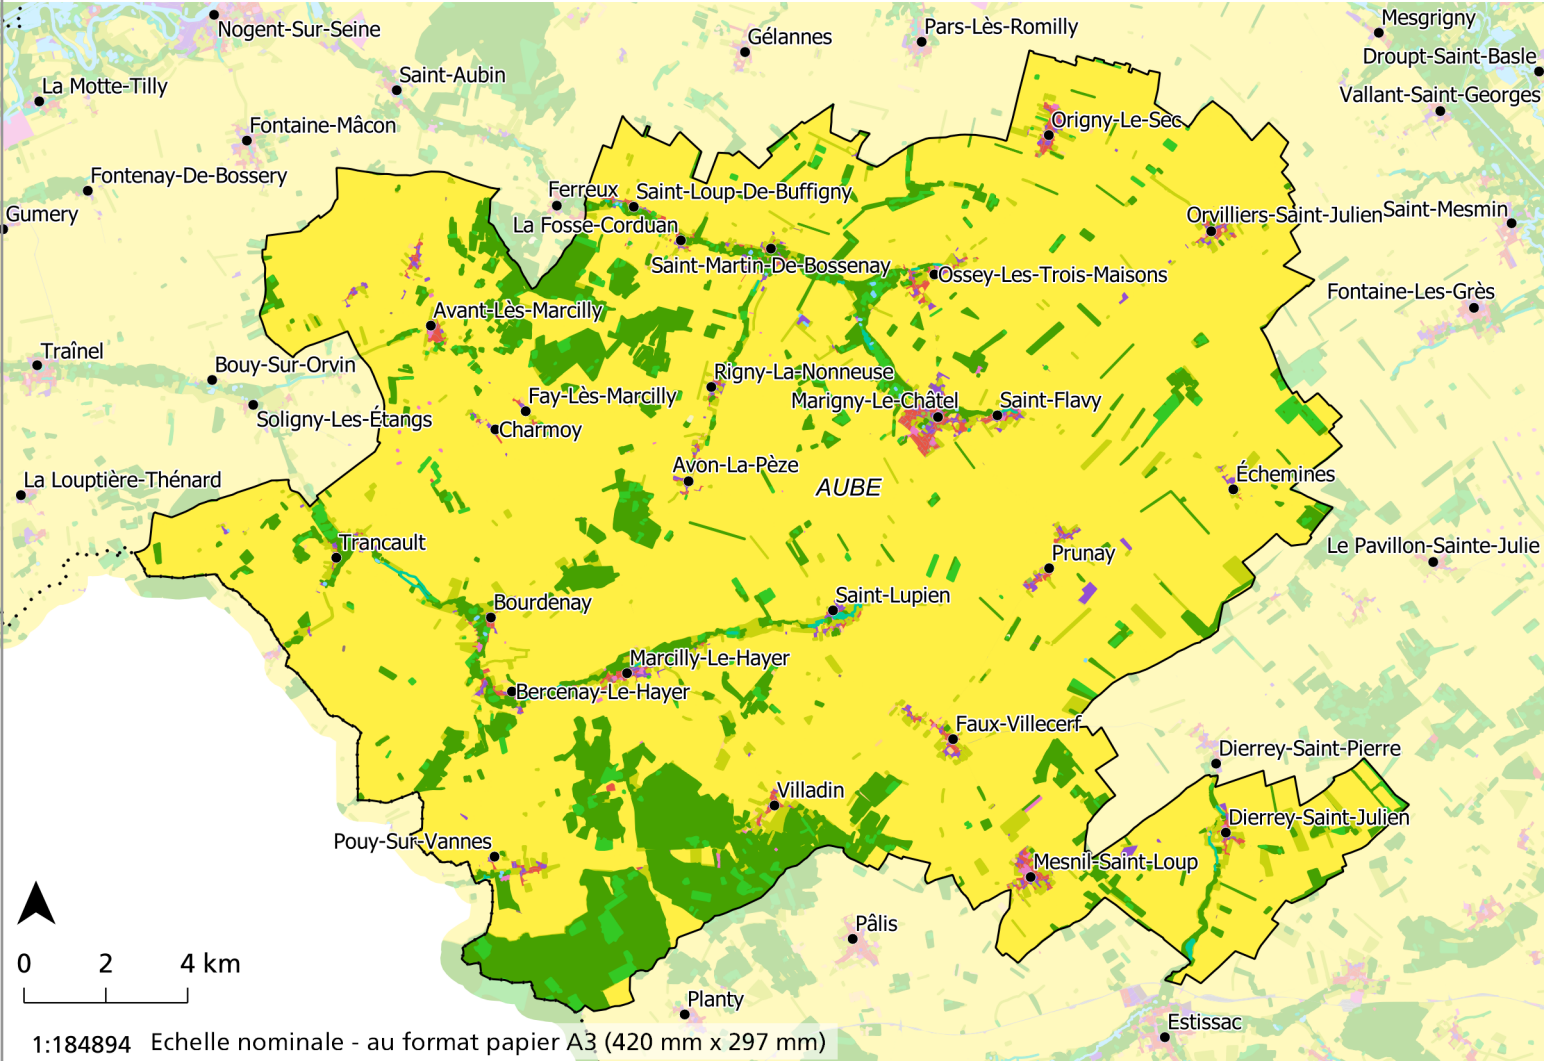 Nogent-Sur-Seine
Gélannes
Pars-Lès-Romilly
Mesgrigny
Droupt-Saint-Basle
La Motte-Tilly
Saint-Aubin
Vallant-Saint-Georges
Fontaine-Mâcon
Origny-Le-Sec
Fontenay-De-Bossery
Ferreux
Saint-Loup-De-Buffigny
Gumery
La Fosse-Corduan
Orvilliers-Saint-Julien
Saint-Mesmin
Saint-Martin-De-Bossenay
Ossey-Les-Trois-Maisons
Fontaine-Les-Grès
Avant-Lès-Marcilly
Traînel
Bouy-Sur-Orvin
Rigny-La-Nonneuse
Fay-Lès-Marcilly
Marigny-Le-Châtel
Saint-Flavy
Soligny-Les-Étangs
Charmoy
La Louptière-Thénard
Avon-La-Pèze
AUBE
Échemines
Trancault
Prunay
Le Pavillon-Sainte-Julie
Bourdenay
Saint-Lupien
Marcilly-Le-Hayer
Bercenay-Le-Hayer
Faux-Villecerf
Dierrey-Saint-Pierre
Villadin
Dierrey-Saint-Julien
Pouy-Sur-Vannes
Mesnil-Saint-Loup
Pâlis
Planty
Estissac
0 2 4 km
1:184894 Echelle nominale - au format papier A3 (420 mm x 297 mm)